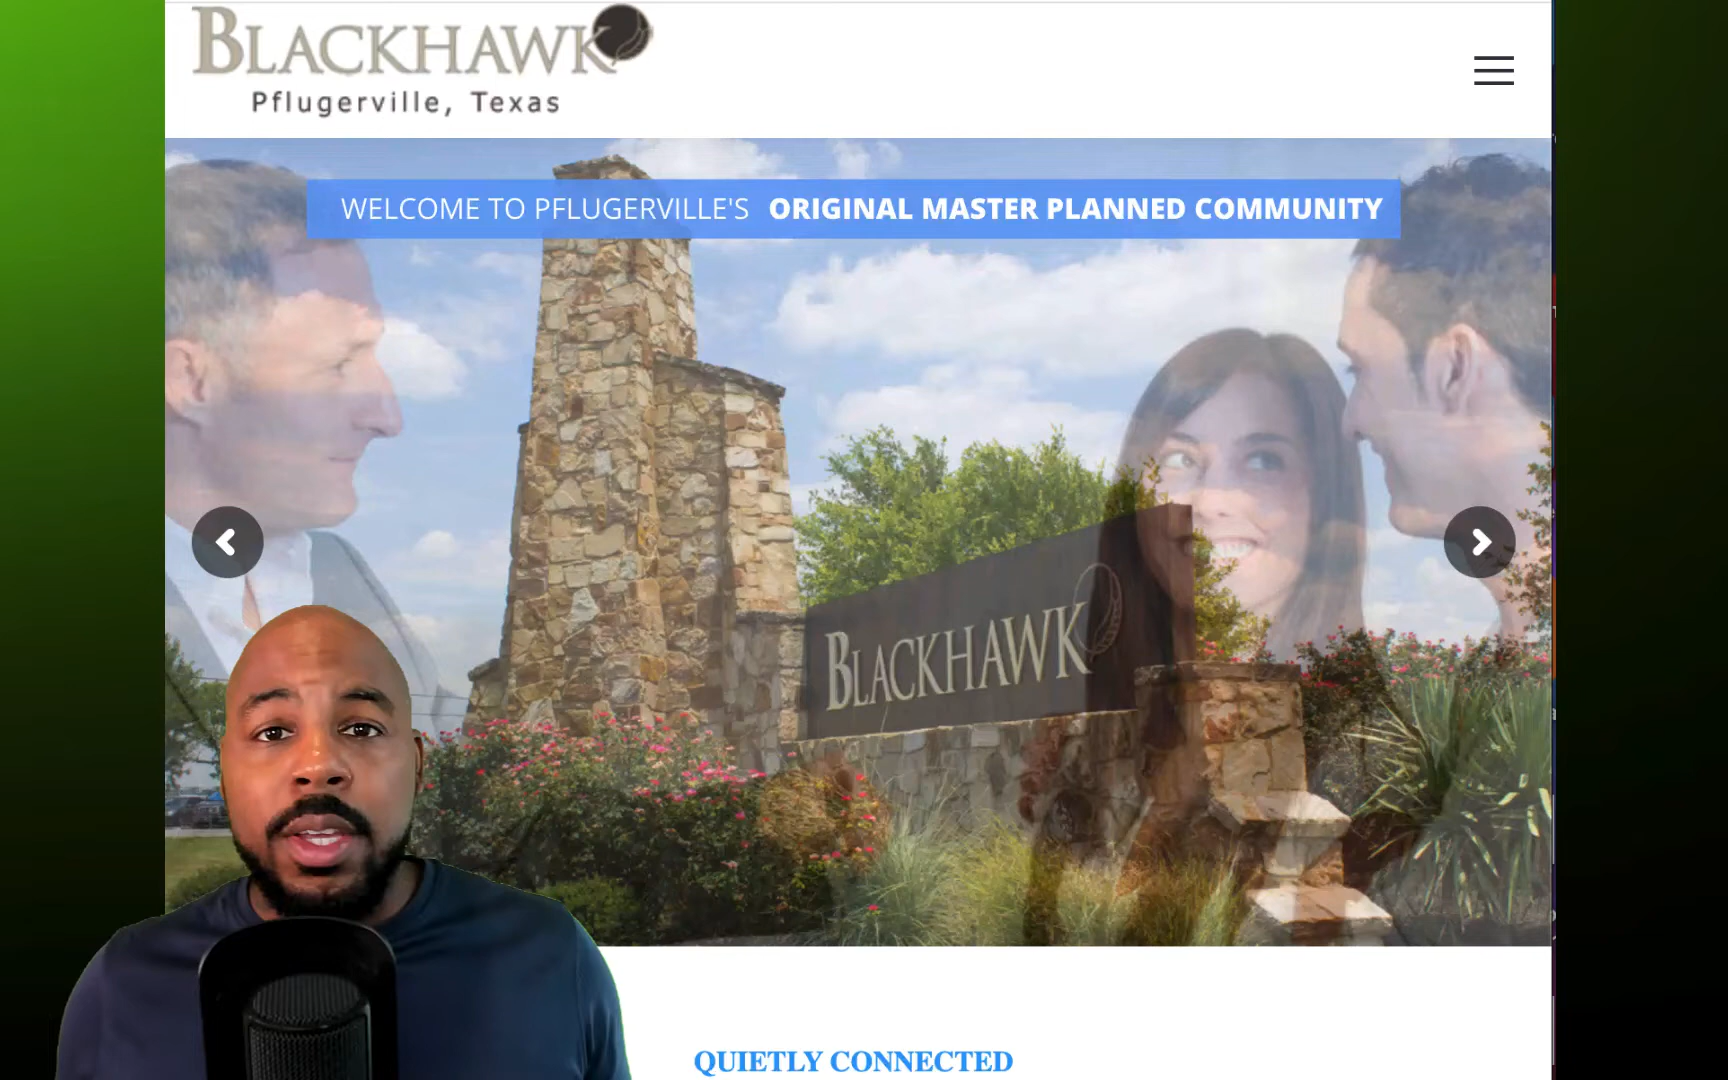 BLACKHAWK
Pflugerville, Texas
WELCOME TO PFLUGERVILLE'S ORIGINAL MASTER PLANNED COMMUNITY
BLACKHAWK
QUIETLY CONNECTED